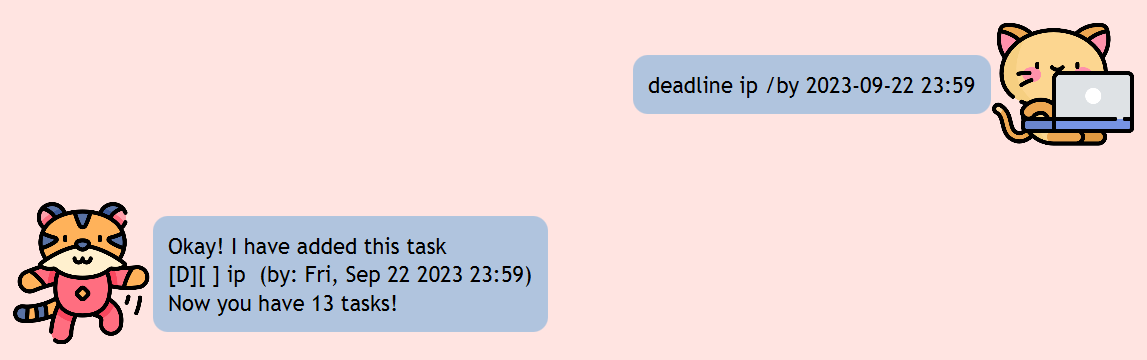 deadline ip /by 2023-09-22 23:59
Okay! I have added this task
[D][ ] ip  (by: Fri, Sep 22 2023 23:59)
Now you have 13 tasks!